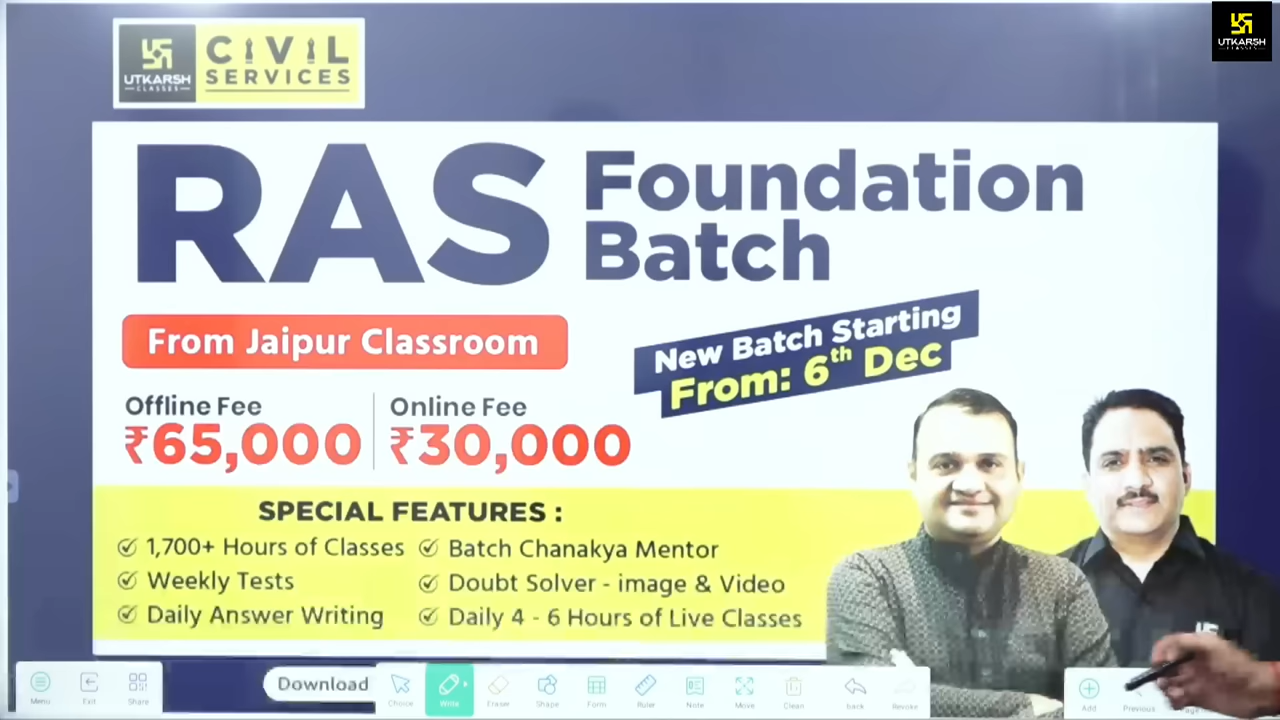 UTKARSH
CLASSES
CIVIL
SERVICES
UTKARSH
CLASSES
RAS
Foundation
Batch
From Jaipur Classroom
New Batch Starting
From: 6th Dec
Offline Fee
₹65,000
Online Fee
₹30,000
SPECIAL FEATURES :
1,700+ Hours of Classes
Batch Chanakya Mentor
Weekly Tests
Doubt Solver - image & Video
Daily Answer Writing
Daily 4 - 6 Hours of Live Classes
Menu
Exit
Share
Download
Choice
Write
Eraser
Shape
Form
Ruler
Note
Move
Clean
back
Revoke
Add
Previous